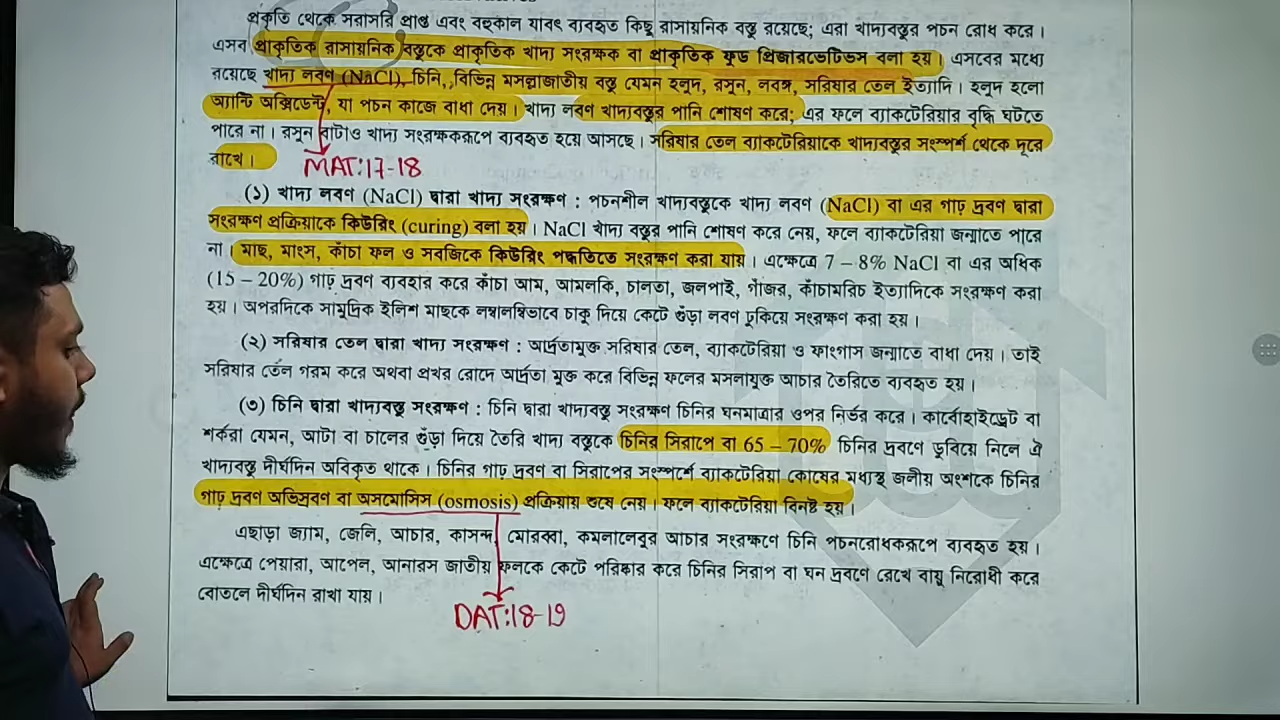 প্রকৃতি থেকে সরাসরি প্রাপ্ত এবং বহুকাল যাবৎ ব্যবহৃত কিছু রাসায়নিক বস্তু রয়েছে; এরা খাদ্যবস্তুর পচন রোধ করে।
এসব প্রাকৃতিক রাসায়নিক বস্তুকে প্রাকৃতিক খাদ্য সংরক্ষক বা প্রাকৃতিক ফুড প্রিজারভেটিভস বলা হয়। এসবের মধ্যে
রয়েছে খাদ্য লবণ (NaCl), চিনি, বিভিন্ন মসল্লাজাতীয় বস্তু যেমন হলুদ, রসুন, লবঙ্গ, সরিষার তেল ইত্যাদি। হলুদ হলো
অ্যান্টি অক্সিডেন্ট, যা পচন কাজে বাধা দেয়। খাদ্য লবণ খাদ্যবস্তুর পানি শোষণ করে; এর ফলে ব্যাকটেরিয়ার বৃদ্ধি ঘটতে
পারে না। রসুন বাটাও খাদ্য সংরক্ষকরূপে ব্যবহৃত হয়ে আসছে। সরিষার তেল ব্যাকটেরিয়াকে খাদ্যবস্তুর সংস্পর্শ থেকে দূরে
রাখে।
MAT:17-18
(১) খাদ্য লবণ (NaCl) দ্বারা খাদ্য সংরক্ষণ : পচনশীল খাদ্যবস্তুকে খাদ্য লবণ (NaCl) বা এর গাঢ় দ্রবণ দ্বারা
সংরক্ষণ প্রক্রিয়াকে কিউরিং (curing) বলা হয়। NaCl খাদ্য বস্তুর পানি শোষণ করে নেয়, ফলে ব্যাকটেরিয়া জন্মাতে পারে
না। মাছ, মাংস, কাঁচা ফল ও সবজিকে কিউরিং পদ্ধতিতে সংরক্ষণ করা যায়। এক্ষেত্রে 7 – 8% NaCl বা এর অধিক
(15 – 20%) গাঢ় দ্রবণ ব্যবহার করে কাঁচা আম, আমলকি, চালতা, জলপাই, গাঁজর, কাঁচামরিচ ইত্যাদিকে সংরক্ষণ করা
হয়। অপরদিকে সামুদ্রিক ইলিশ মাছকে লম্বালম্বিভাবে চাকু দিয়ে কেটে গুঁড়া লবণ ঢুকিয়ে সংরক্ষণ করা হয়।
(২) সরিষার তেল দ্বারা খাদ্য সংরক্ষণ : আর্দ্রতামুক্ত সরিষার তেল, ব্যাকটেরিয়া ও ফাংগাস জন্মাতে বাধা দেয়। তাই
সরিষার তেল গরম করে অথবা প্রখর রোদে আর্দ্রতা মুক্ত করে বিভিন্ন ফলের মসলাযুক্ত আচার তৈরিতে ব্যবহৃত হয়।
(৩) চিনি দ্বারা খাদ্যবস্তু সংরক্ষণ : চিনি দ্বারা খাদ্যবস্তু সংরক্ষণ চিনির ঘনমাত্রার ওপর নির্ভর করে। কার্বোহাইড্রেট বা
শর্করা যেমন, আটা বা চালের গুঁড়া দিয়ে তৈরি খাদ্য বস্তুকে চিনির সিরাপে বা 65 – 70% চিনির দ্রবণে ডুবিয়ে নিলে ঐ
খাদ্যবস্তু দীর্ঘদিন অবিকৃত থাকে। চিনির গাঢ় দ্রবণ বা সিরাপের সংস্পর্শে ব্যাকটেরিয়া কোষের মধ্যস্থ জলীয় অংশকে চিনির
গাঢ় দ্রবণ অভিস্রবণ বা অসমোসিস (osmosis) প্রক্রিয়ায় শুষে নেয়। ফলে ব্যাকটেরিয়া বিনষ্ট হয়।
এছাড়া জ্যাম, জেলি, আচার, কাসন্দ, মোরব্বা, কমলালেবুর আচার সংরক্ষণে চিনি পচনরোধকরূপে ব্যবহৃত হয়।
এক্ষেত্রে পেয়ারা, আপেল, আনারস জাতীয় ফলকে কেটে পরিষ্কার করে চিনির সিরাপ বা ঘন দ্রবণে রেখে বায়ু নিরোধী করে
বোতলে দীর্ঘদিন রাখা যায়।
DAT:18-19